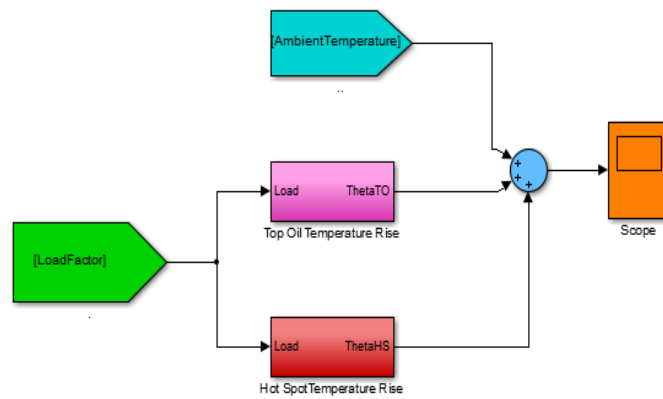 [AmbientTemperature]
..
+
+
+
Load ThetaTO
Top Oil Temperature Rise
Scope
[LoadFactor]
.
Load ThetaHS
Hot SpotTemperature Rise